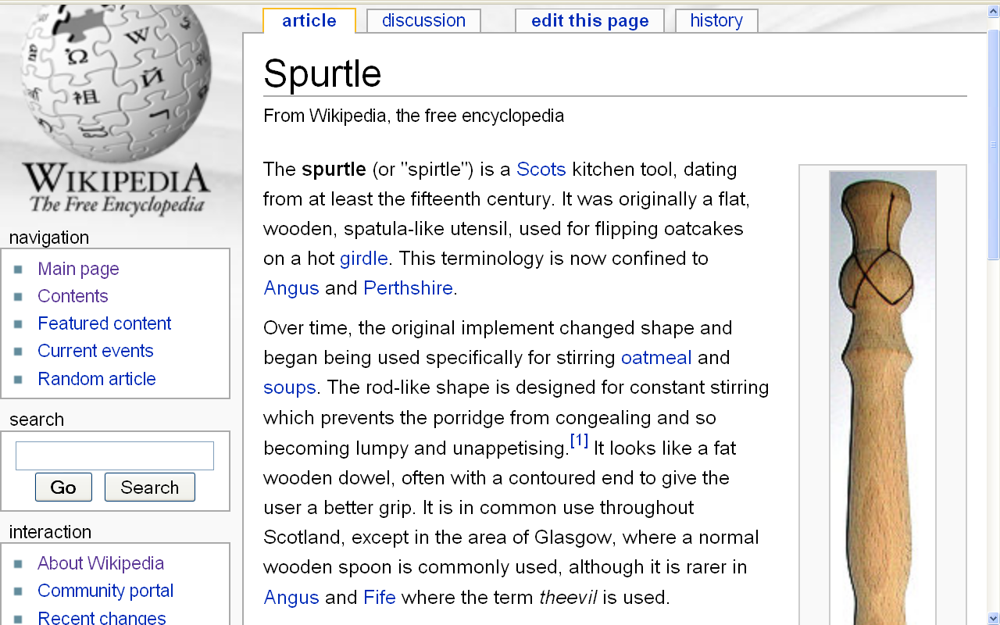 article
discussion
edit this page
history
Spurtle
From Wikipedia, the free encyclopedia
The spurtle (or "spirtle") is a Scots kitchen tool, dating
from at least the fifteenth century. It was originally a flat,
wooden, spatula-like utensil, used for flipping oatcakes
on a hot girdle. This terminology is now confined to
Angus and Perthshire.
Over time, the original implement changed shape and
began being used specifically for stirring oatmeal and
soups. The rod-like shape is designed for constant stirring
which prevents the porridge from congealing and so
becoming lumpy and unappetising.[1] It looks like a fat
wooden dowel, often with a contoured end to give the
user a better grip. It is in common use throughout
Scotland, except in the area of Glasgow, where a normal
wooden spoon is commonly used, although it is rarer in
Angus and Fife where the term theevil is used.
W
Ω
Й
祖
WIKIPEDIA
The Free Encyclopedia
navigation
Main page
Contents
Featured content
Current events
Random article
search
Go
Search
interaction
About Wikipedia
Community portal
Recent changes